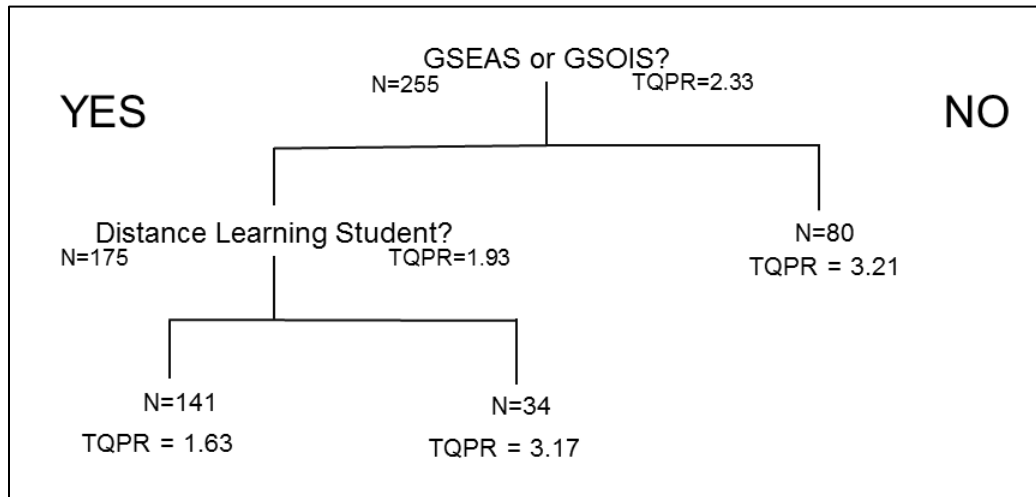 GSEAS or GSOIS?
N=255 TQPR=2.33
YES NO
Distance Learning Student?
N=175 TQPR=1.93
N=80
TQPR = 3.21
N=141 N=34
TQPR = 1.63 TQPR = 3.17